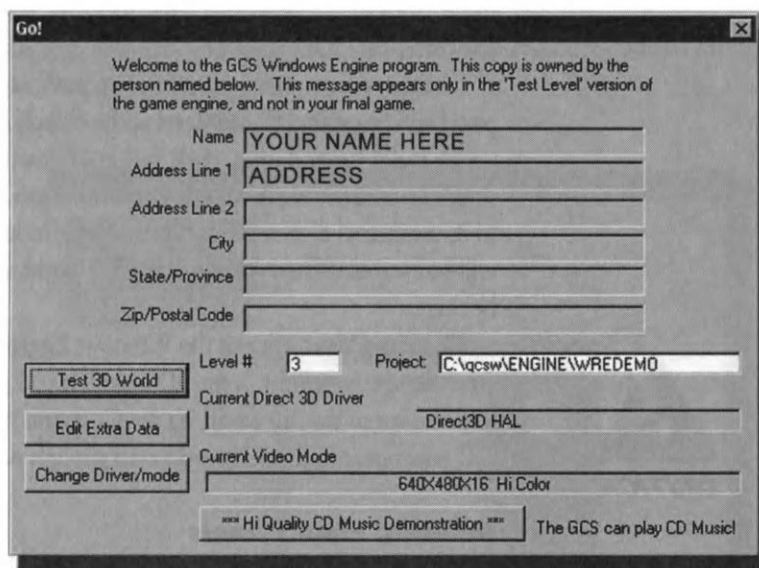 Go!
Welcome to the GCS Windows Engine program. This copy is owned by the
person named below. This message appears only in the 'Test Level' version of
the game engine, and not in your final game.
Name YOUR NAME HERE
Address Line 1 ADDRESS
Address Line 2
City
State/Province
Zip/Postal Code
Level # 3 Project: C:\qcsw\ENGINE\WREDEMO
Test 3D World
Current Direct 3D Driver
Edit Extra Data
Direct3D HAL
Current Video Mode
Change Driver/mode
640X480X16 Hi Color
*** Hi Quality CD Music Demonstration *** The GCS can play CD Music!